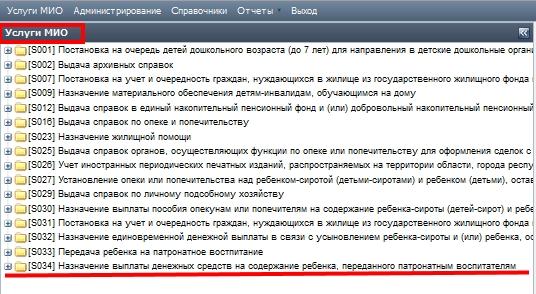 Услуги МИО Администрирование Справочники Отчеты Выход
Услуги МИО
[S001] Постановка на очередь детей дошкольного возраста (до 7 лет) для направления в детские дошкольные орган
[S002] Выдача архивных справок
[S007] Постановка на учет и очередность граждан, нуждающихся в жилище из государственного жилищного фонда и
[S009] Назначение материального обеспечения детям-инвалидам, обучающимся на дому
[S012] Выдача справок в единый накопительный пенсионный фонд и (или) добровольный накопительный пенсионный
[S016] Выдача справок по опеке и попечительству
[S023] Назначение жилищной помощи
[S025] Выдача справок органов, осуществляющих функции по опеке или попечительству для оформления сделок с
[S026] Учет иностранных периодических печатных изданий, распространяемых на территории области, города респу
[S027] Установление опеки или попечительства над ребенком-сиротой (детьми-сиротами) и ребенком (детьми), оста
[S029] Выдача справок по личному подсобному хозяйству
[S030] Назначение выплаты пособия опекунам или попечителям на содержание ребенка-сироты (детей-сирот) и ребе
[S031] Постановка на учет и очередность граждан, нуждающихся в жилище из государственного жилищного фонда
[S032] Назначение единовременной денежной выплаты в связи с усыновлением ребенка-сироты и (или) ребенка, ос
[S033] Передача ребенка на патронатное воспитание
[S034] Назначение выплаты денежных средств на содержание ребенка, переданного патронатным воспитателям